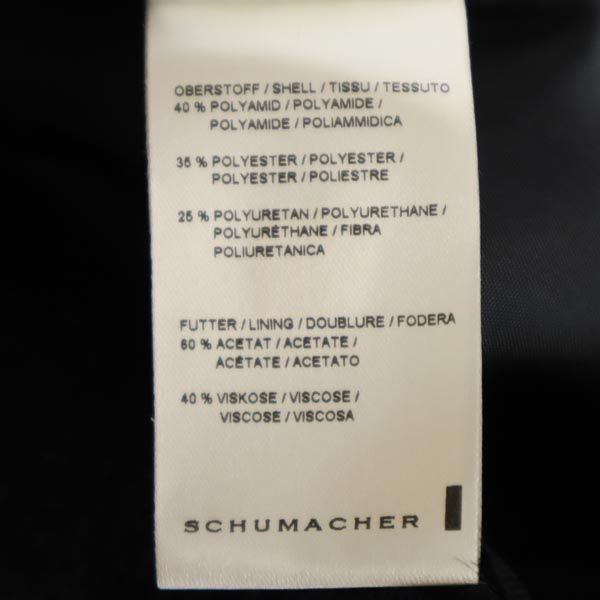 OBERSTOFF / SHELL / TISSU / TESSUTO
40 % POLYAMID / POLYAMIDE /
POLYAMIDE / POLIAMMIDICA
35 % POLYESTER / POLYESTER /
POLYESTER / POLIESTRE
25 % POLYURETAN / POLYURETHANE /
POLYURÉTHANE / FIBRA
POLIURETANICA
FUTTER / LINING / DOUBLURE / FODERA
60 % ACETAT / ACETATE /
ACÉTATE / ACETATO
40 % VISKOSE / VISCOSE /
VISCOSE / VISCOSA
SCHUMACHER